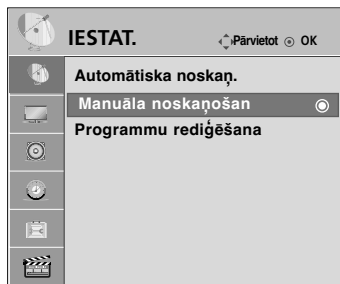 IESTAT. Pārvietot OK
Automātiska noskaņ.
Manuāla noskaņošan
Programmu rediģēšana